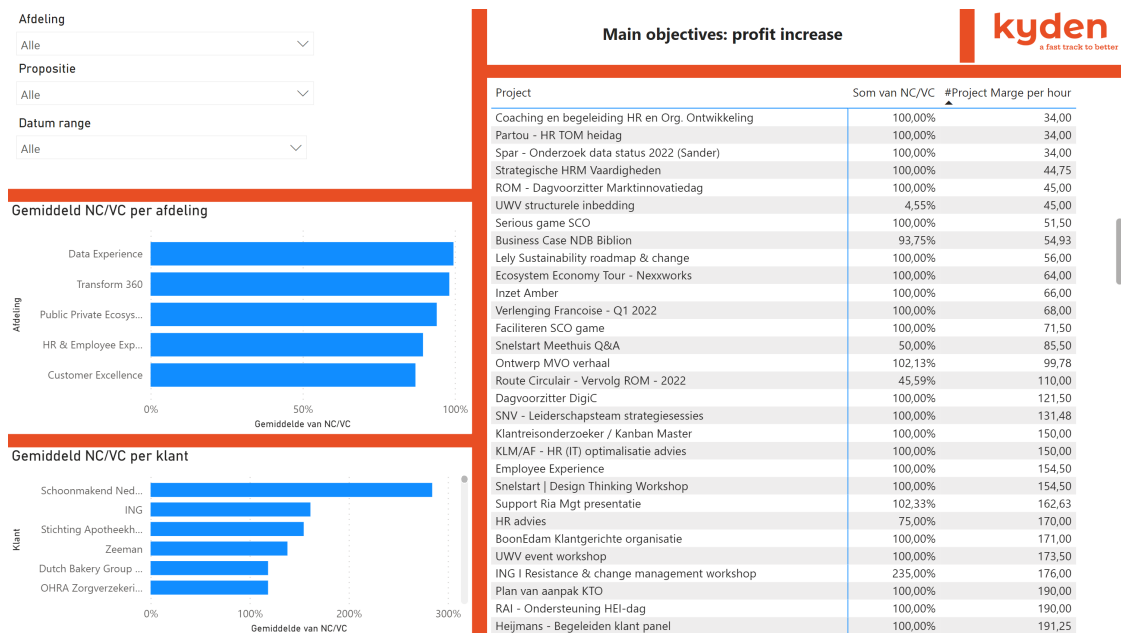 Afdeling
Alle
Propositie
Alle
Datum range
Alle
Gemiddeld NC/VC per afdeling
Afdeling
Data Experience
Transform 360
Public Private Ecosys...
HR & Employee Exp...
Customer Excellence
0% 50% 100%
Gemiddelde van NC/VC
Gemiddeld NC/VC per klant
Klant
Schoonmakend Ned...
ING
Stichting Apotheekh...
Zeeman
Dutch Bakery Group ...
OHRA Zorgverzekeri...
0% 100% 200% 300%
Gemiddelde van NC/VC
Main objectives: profit increase
kyden
a fast track to better
Project Som van NC/VC #Project Marge per hour
Coaching en begeleiding HR en Org. Ontwikkeling 100,00% 34,00
Partou - HR TOM heidag 100,00% 34,00
Spar - Onderzoek data status 2022 (Sander) 100,00% 34,00
Strategische HRM Vaardigheden 100,00% 44,75
ROM - Dagvoorzitter Marktinnovatiedag 100,00% 45,00
UWV structurele inbedding 4,55% 45,00
Serious game SCO 100,00% 51,50
Business Case NDB Biblion 93,75% 54,93
Lely Sustainability roadmap & change 100,00% 56,00
Ecosystem Economy Tour - Nexxworks 100,00% 64,00
Inzet Amber 100,00% 66,00
Verlenging Francoise - Q1 2022 100,00% 68,00
Faciliteren SCO game 100,00% 71,50
Snelstart Meethuis Q&A 50,00% 85,50
Ontwerp MVO verhaal 102,13% 99,78
Route Circulair - Vervolg ROM - 2022 45,59% 110,00
Dagvoorzitter DigiC 100,00% 121,50
SNV - Leiderschapsteam strategiesessies 100,00% 131,48
Klantreisonderzoeker / Kanban Master 100,00% 150,00
KLM/AF - HR (IT) optimalisatie advies 100,00% 150,00
Employee Experience 100,00% 154,50
Snelstart | Design Thinking Workshop 100,00% 154,50
Support Ria Mgt presentatie 102,33% 162,63
HR advies 75,00% 170,00
BoonEdam Klantgerichte organisatie 100,00% 171,00
UWV event workshop 100,00% 173,50
ING I Resistance & change management workshop 235,00% 176,00
Plan van aanpak KTO 100,00% 190,00
RAI - Ondersteuning HEI-dag 100,00% 190,00
Heijmans - Begeleiden klant panel 100,00% 191,25